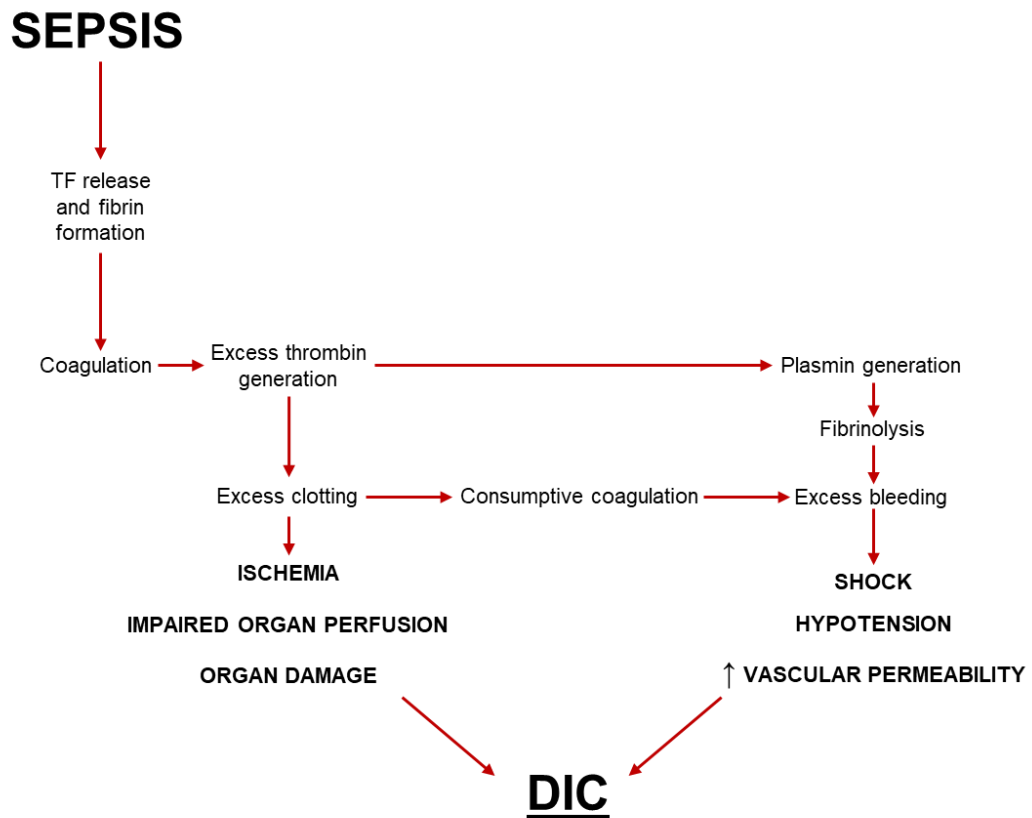 SEPSIS
TF release
and fibrin
formation
Coagulation
Excess thrombin
generation
Plasmin generation
Fibrinolysis
Excess clotting
Consumptive coagulation
Excess bleeding
ISCHEMIA
IMPAIRED ORGAN PERFUSION
ORGAN DAMAGE
SHOCK
HYPOTENSION
↑ VASCULAR PERMEABILITY
DIC